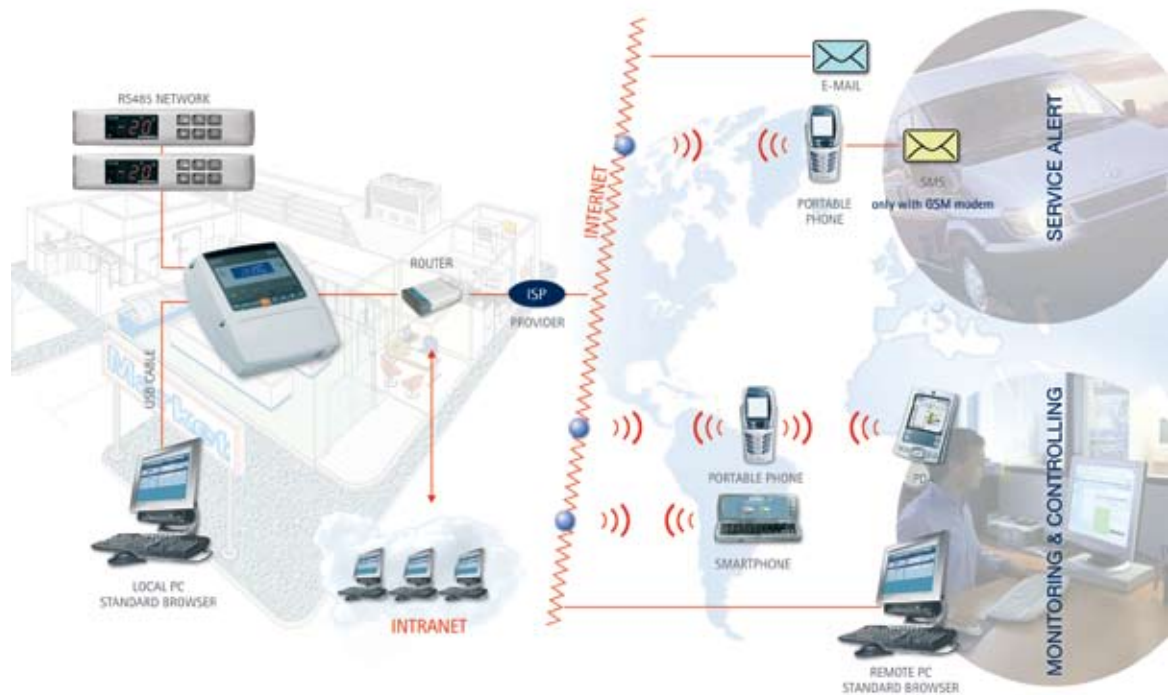 RS485 NETWORK
-20
-20
E-MAIL
SMS
only with GSM modem
PORTABLE
PHONE
SERVICE ALERT
INTERNET
ROUTER
ISP
PROVIDER
USB CABLE
Market
LOCAL PC
STANDARD BROWSER
INTRANET
PORTABLE PHONE
SMARTPHONE
REMOTE PC
STANDARD BROWSER
MONITORING & CONTROLLING